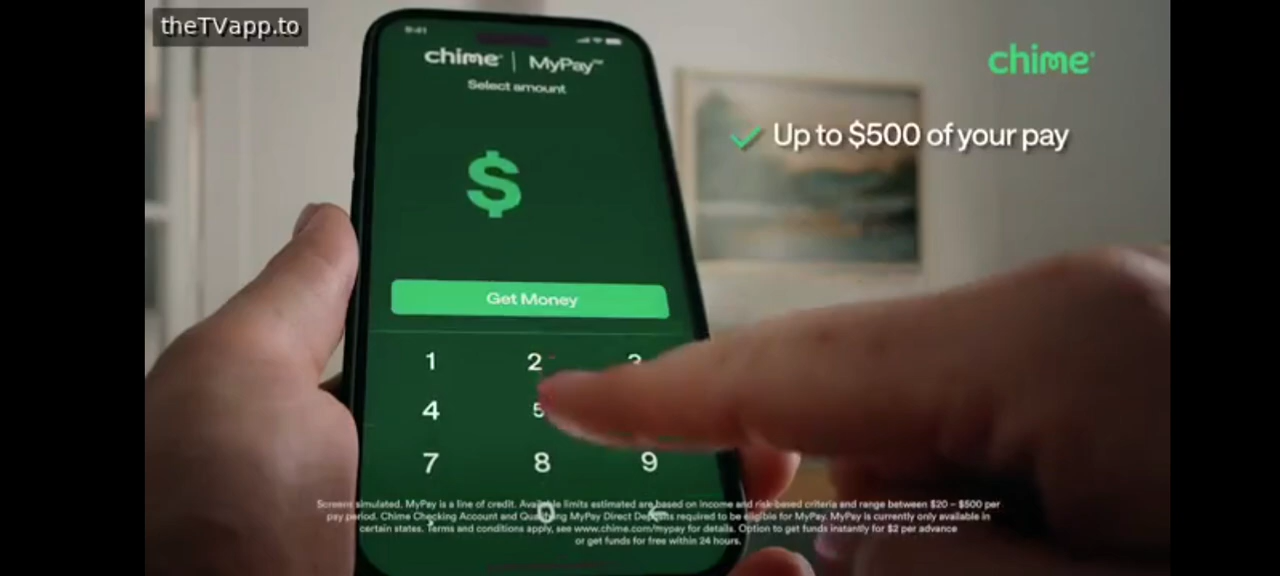 theTVapp.to
9:41
chime | MyPay™
Select amount
$
Get Money
1 2 3
4 5
7 8 9
0
chime
Up to $500 of your pay
Screens simulated. MyPay is a line of credit. Available limits estimated are based on income and risk-based criteria and range between $20 – $500 per
pay period. Chime Checking Account and Qualifying MyPay Direct Deposits required to be eligible for MyPay. MyPay is currently only available in
certain states. Terms and conditions apply, see www.chime.com/mypay for details. Option to get funds instantly for $2 per advance
or get funds for free within 24 hours.